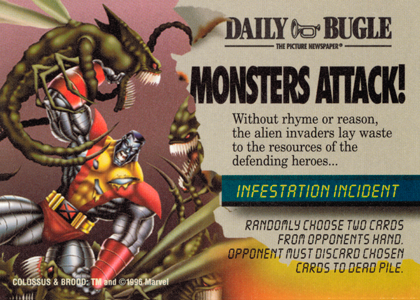 DAILY BUGLE
THE PICTURE NEWSPAPER
MONSTERS ATTACK!
Without rhyme or reason,
the alien invaders lay waste
to the resources of the
defending heroes...
INFESTATION INCIDENT
RANDOMLY CHOOSE TWO CARDS
FROM OPPONENTS HAND.
OPPONENT MUST DISCARD CHOSEN
CARDS TO DEAD PILE.
COLOSSUS & BROOD: TM and ©1996 Marvel